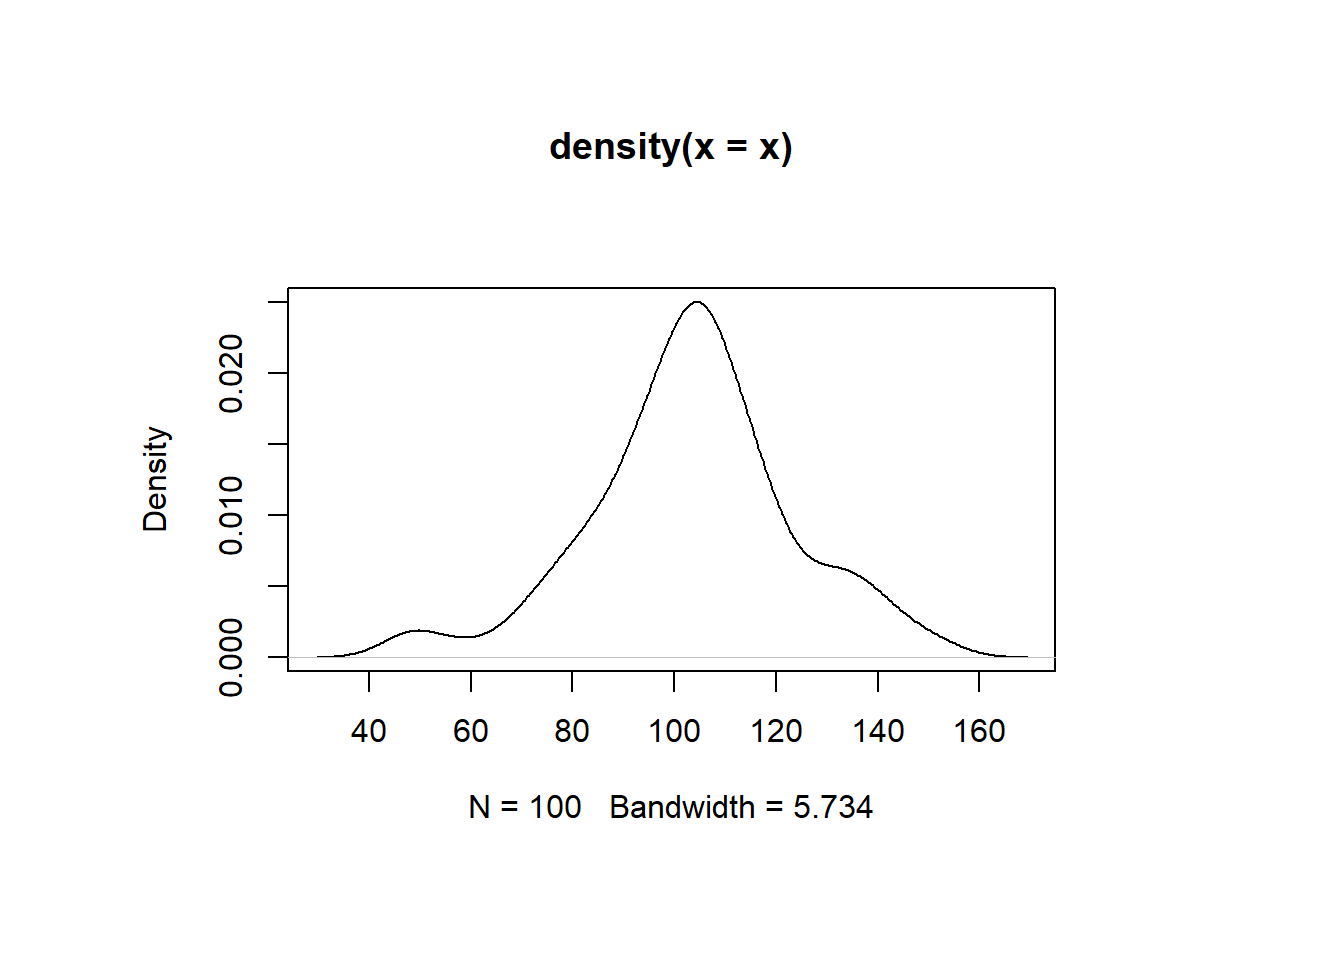 density(x = x)
Density
0.000
0.010
0.020
40 60 80 100 120 140 160
N = 100 Bandwidth = 5.734